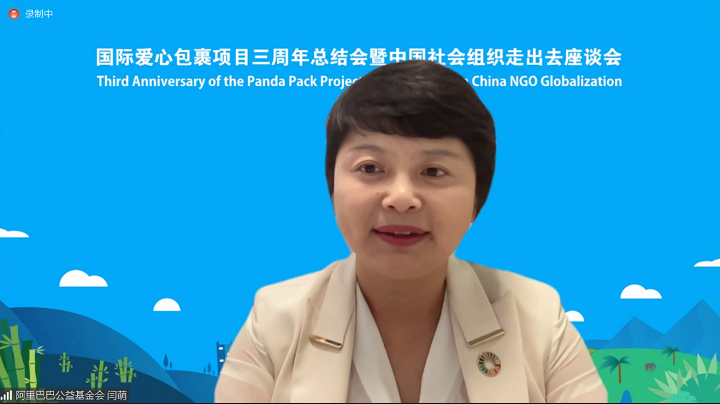 录制中
国际爱心包裹项目三周年总结会暨中国社会组织走出去座谈会
Third Anniversary of the Panda Pack Projec China NGO Globalization
阿里巴巴公益基金会 闫萌